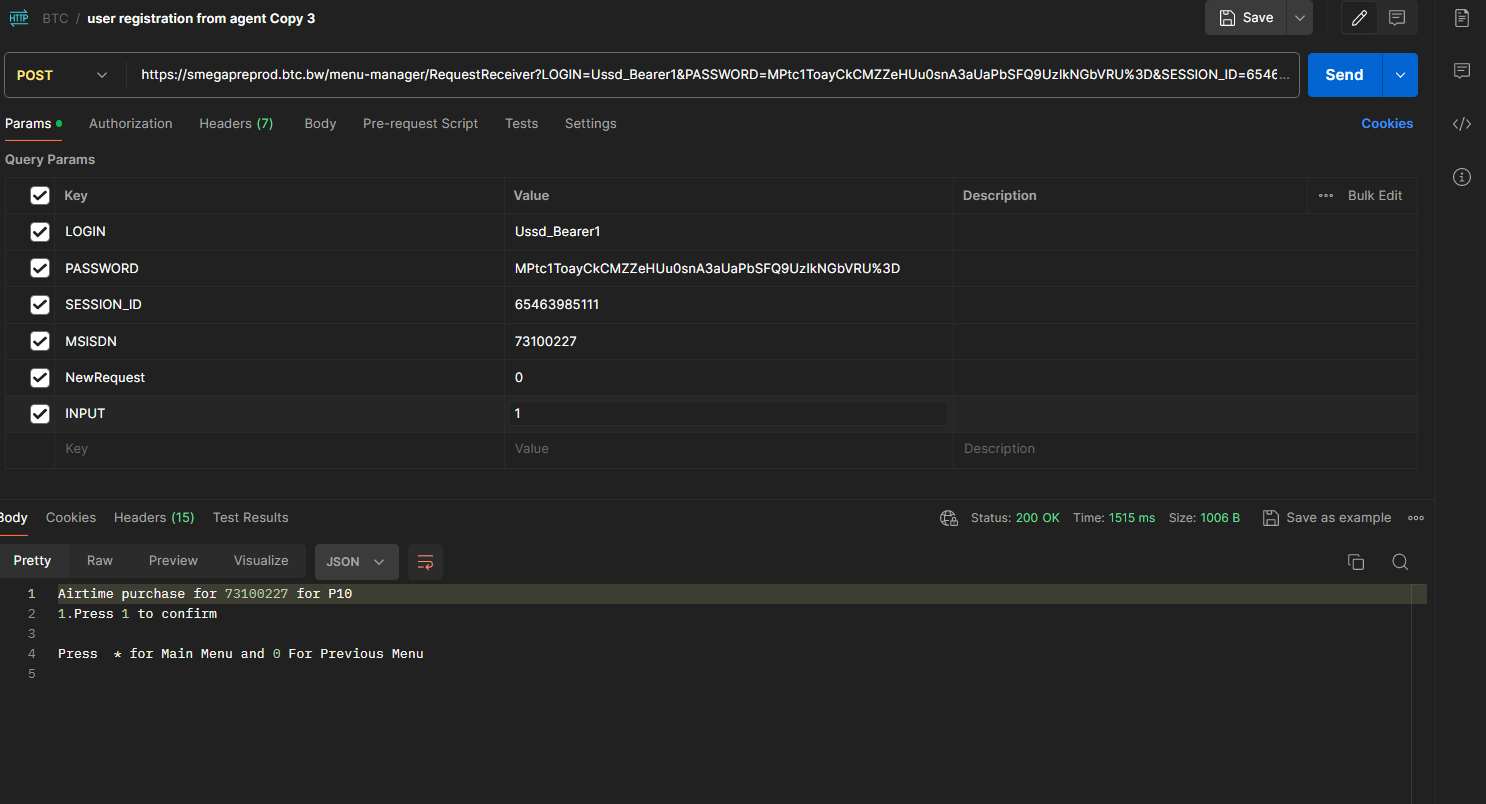 HTTP BTC / user registration from agent Copy 3 Save
POST https://smegapreprod.btc.bw/menu-manager/RequestReceiver?LOGIN=Ussd_Bearer1&PASSWORD=MPtc1ToayCkCMZZeHUu0snA3aUaPbSFQ9UzIkNGbVRU%3D&SESSION_ID=6546... Send
Params Authorization Headers (7) Body Pre-request Script Tests Settings Cookies
Query Params
Key Value Description ••• Bulk Edit
LOGIN Ussd_Bearer1
PASSWORD MPtc1ToayCkCMZZeHUu0snA3aUaPbSFQ9UzIkNGbVRU%3D
SESSION_ID 65463985111
MSISDN 73100227
NewRequest 0
INPUT 1
Key Value Description
Body Cookies Headers (15) Test Results Status: 200 OK Time: 1515 ms Size: 1006 B Save as example •••
Pretty Raw Preview Visualize JSON
1 Airtime purchase for 73100227 for P10
2 1.Press 1 to confirm
3
4 Press  * for Main Menu and 0 For Previous Menu
5